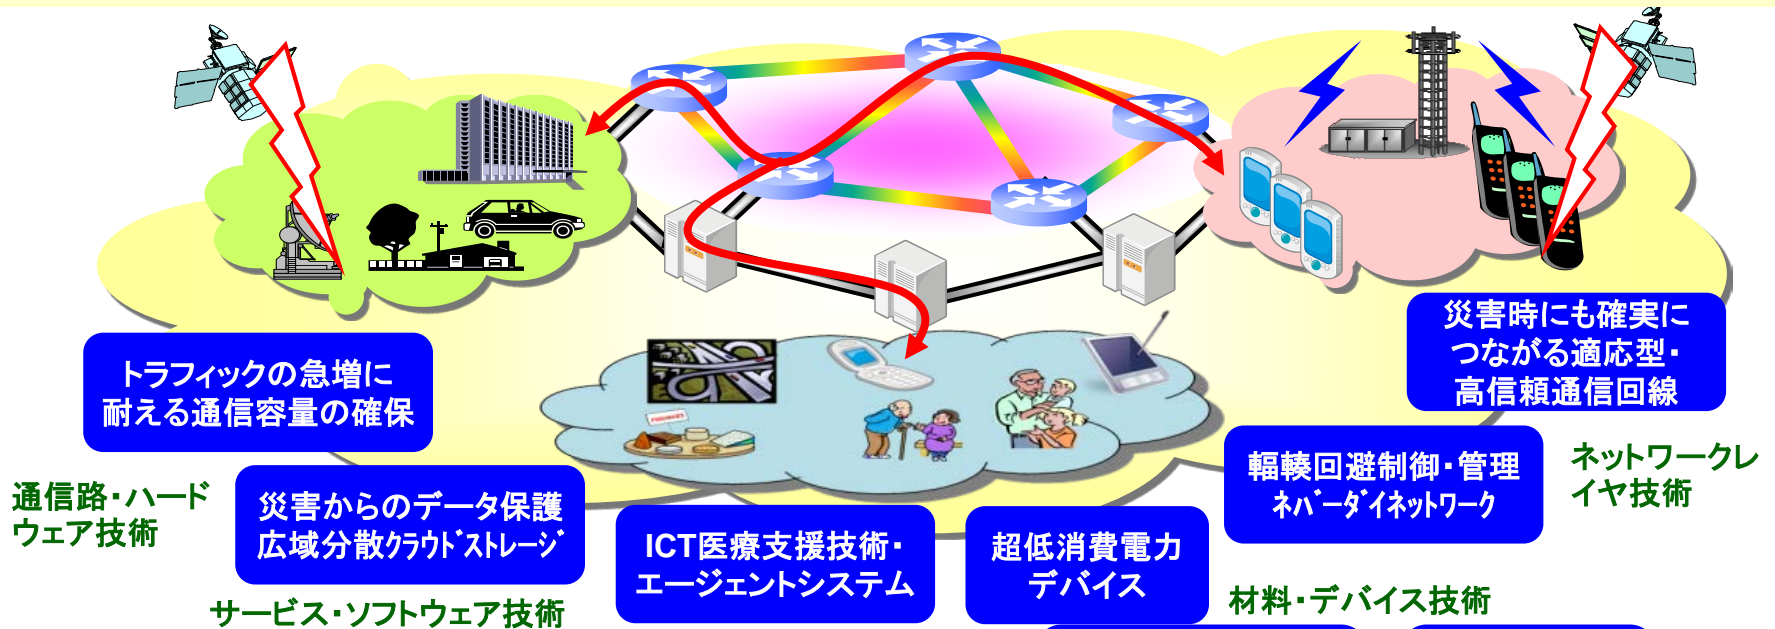 トラフィックの急増に
耐える通信容量の確保
災害時にも確実に
つながる適応型・
高信頼通信回線
通信路・ハード
ウェア技術
災害からのデータ保護
広域分散クラウドストレージ
ICT医療支援技術・
エージェントシステム
超低消費電力
デバイス
輻輳回避制御・管理
ネバーダイネットワーク
ネットワークレ
イヤ技術
サービス・ソフトウェア技術
材料・デバイス技術